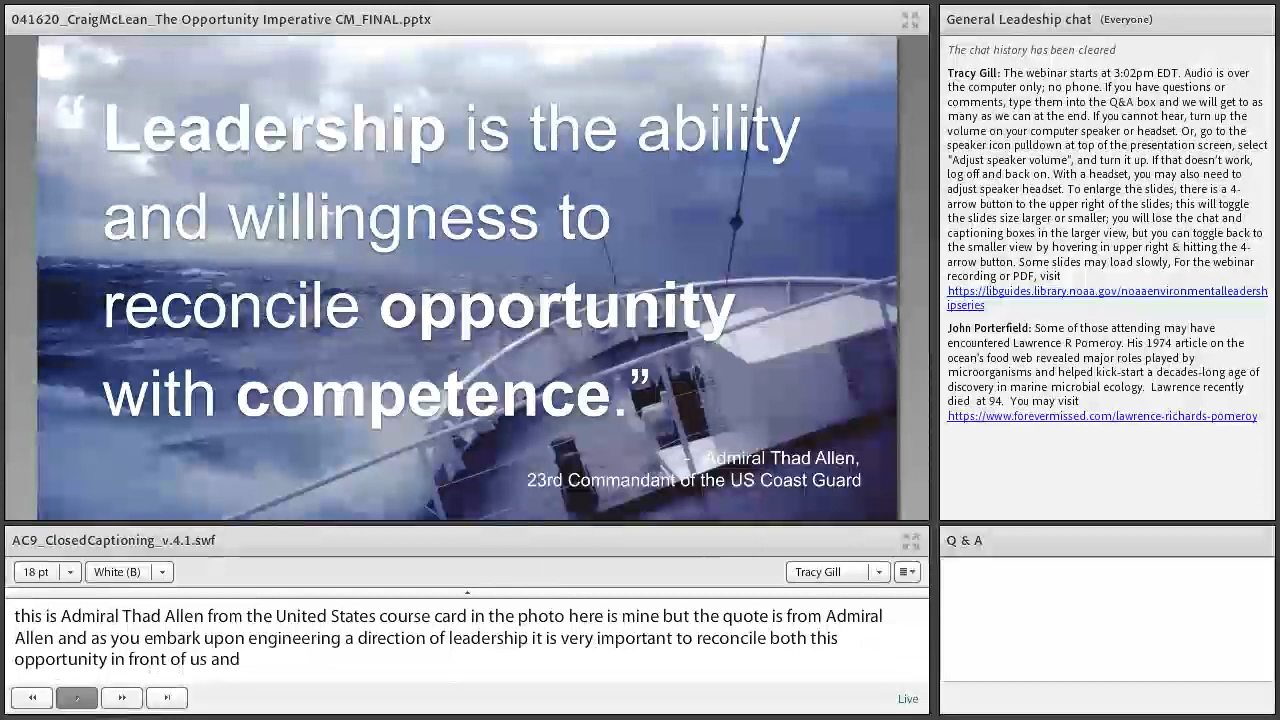 041620_CraigMcLean_The Opportunity Imperative CM_FINAL.pptx
“ Leadership is the ability
and willingness to
reconcile opportunity
with competence.”
- Admiral Thad Allen,
23rd Commandant of the US Coast Guard
General Leadership chat (Everyone)
The chat history has been cleared
Tracy Gill: The webinar starts at 3:02pm EDT. Audio is over
the computer only; no phone. If you have questions or
comments, type them into the Q&A box and we will get to as
many as we can at the end. If you cannot hear, turn up the
volume on your computer speaker or headset. Or, go to the
speaker icon pulldown at top of the presentation screen, select
"Adjust speaker volume", and turn it up. If that doesn't work,
log off and back on. With a headset, you may also need to
adjust speaker headset. To enlarge the slides, there is a 4-
arrow button to the upper right of the slides; this will toggle
the slides size larger or smaller; you will lose the chat and
captioning boxes in the larger view, but you can toggle back to
the smaller view by hovering in upper right & hitting the 4-
arrow button. Some slides may load slowly, For the webinar
recording or PDF, visit
https://libguides.library.noaa.gov/noaaenvironmentalleadersh
ipseries
John Porterfield: Some of those attending may have
encountered Lawrence R Pomeroy. His 1974 article on the
ocean's food web revealed major roles played by
microorganisms and helped kick-start a decades-long age of
discovery in marine microbial ecology. Lawrence recently
died at 94. You may visit
https://www.forevermissed.com/lawrence-richards-pomeroy
AC9_ClosedCaptioning_v.4.1.swf
18 pt
White (B)
Tracy Gill
this is Admiral Thad Allen from the United States course card in the photo here is mine but the quote is from Admiral
Allen and as you embark upon engineering a direction of leadership it is very important to reconcile both this
opportunity in front of us and
Live
Q & A